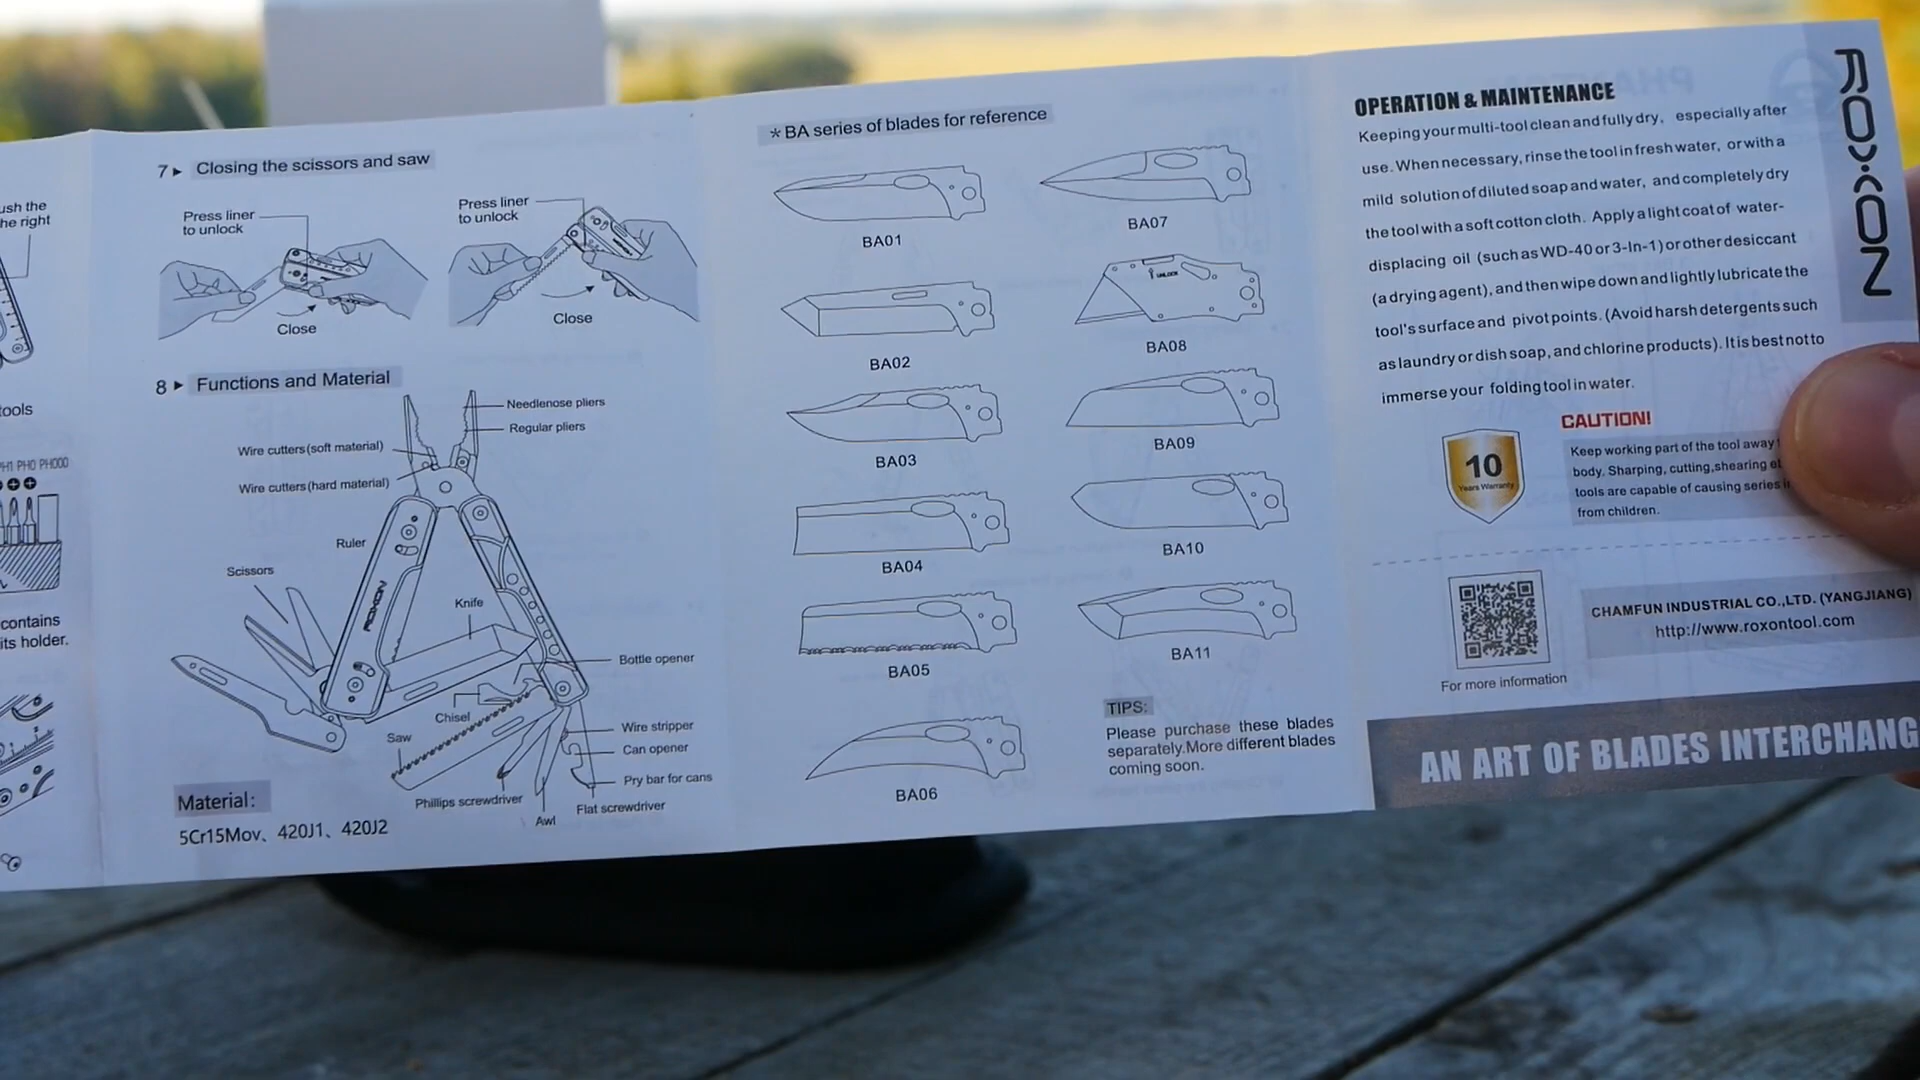 ush the
he right
tools
PH1 PH0 PH000
contains
its holder.
7▸ Closing the scissors and saw
Press liner
to unlock
Close
Press liner
to unlock
Close
8▸ Functions and Material
Needlenose pliers
Regular pliers
Wire cutters(soft material)
Wire cutters(hard material)
Ruler
Scissors
ROXON
Knife
Bottle opener
Chisel
Saw
Wire stripper
Can opener
Pry bar for cans
Phillips screwdriver
Flat screwdriver
Awl
Material:
5Cr15Mov、420J1、420J2
*BA series of blades for reference
BA01
BA07
BA02
UNLOCK
BA08
BA03
BA09
BA04
BA10
BA05
BA11
BA06
TIPS:
Please purchase these blades
separately.More different blades
coming soon.
OPERATION & MAINTENANCE
Keeping your multi-tool clean and fully dry, especially after
use. When necessary, rinse the tool in fresh water, or with a
mild solution of diluted soap and water, and completely dry
the tool with a soft cotton cloth. Apply a light coat of water-
displacing oil (such as WD-40 or 3-In-1) or other desiccant
(a drying agent), and then wipe down and lightly lubricate the
tool's surface and pivot points. (Avoid harsh detergents such
as laundry or dish soap, and chlorine products). It is best not to
immerse your folding tool in water.
ROXON
10
Years Warranty
CAUTION!
Keep working part of the tool away
body. Sharping, cutting,shearing
tools are capable of causing series
from children.
For more information
CHAMFUN INDUSTRIAL CO.,LTD. (YANGJIANG)
http://www.roxontool.com
AN ART OF BLADES INTERCHANG